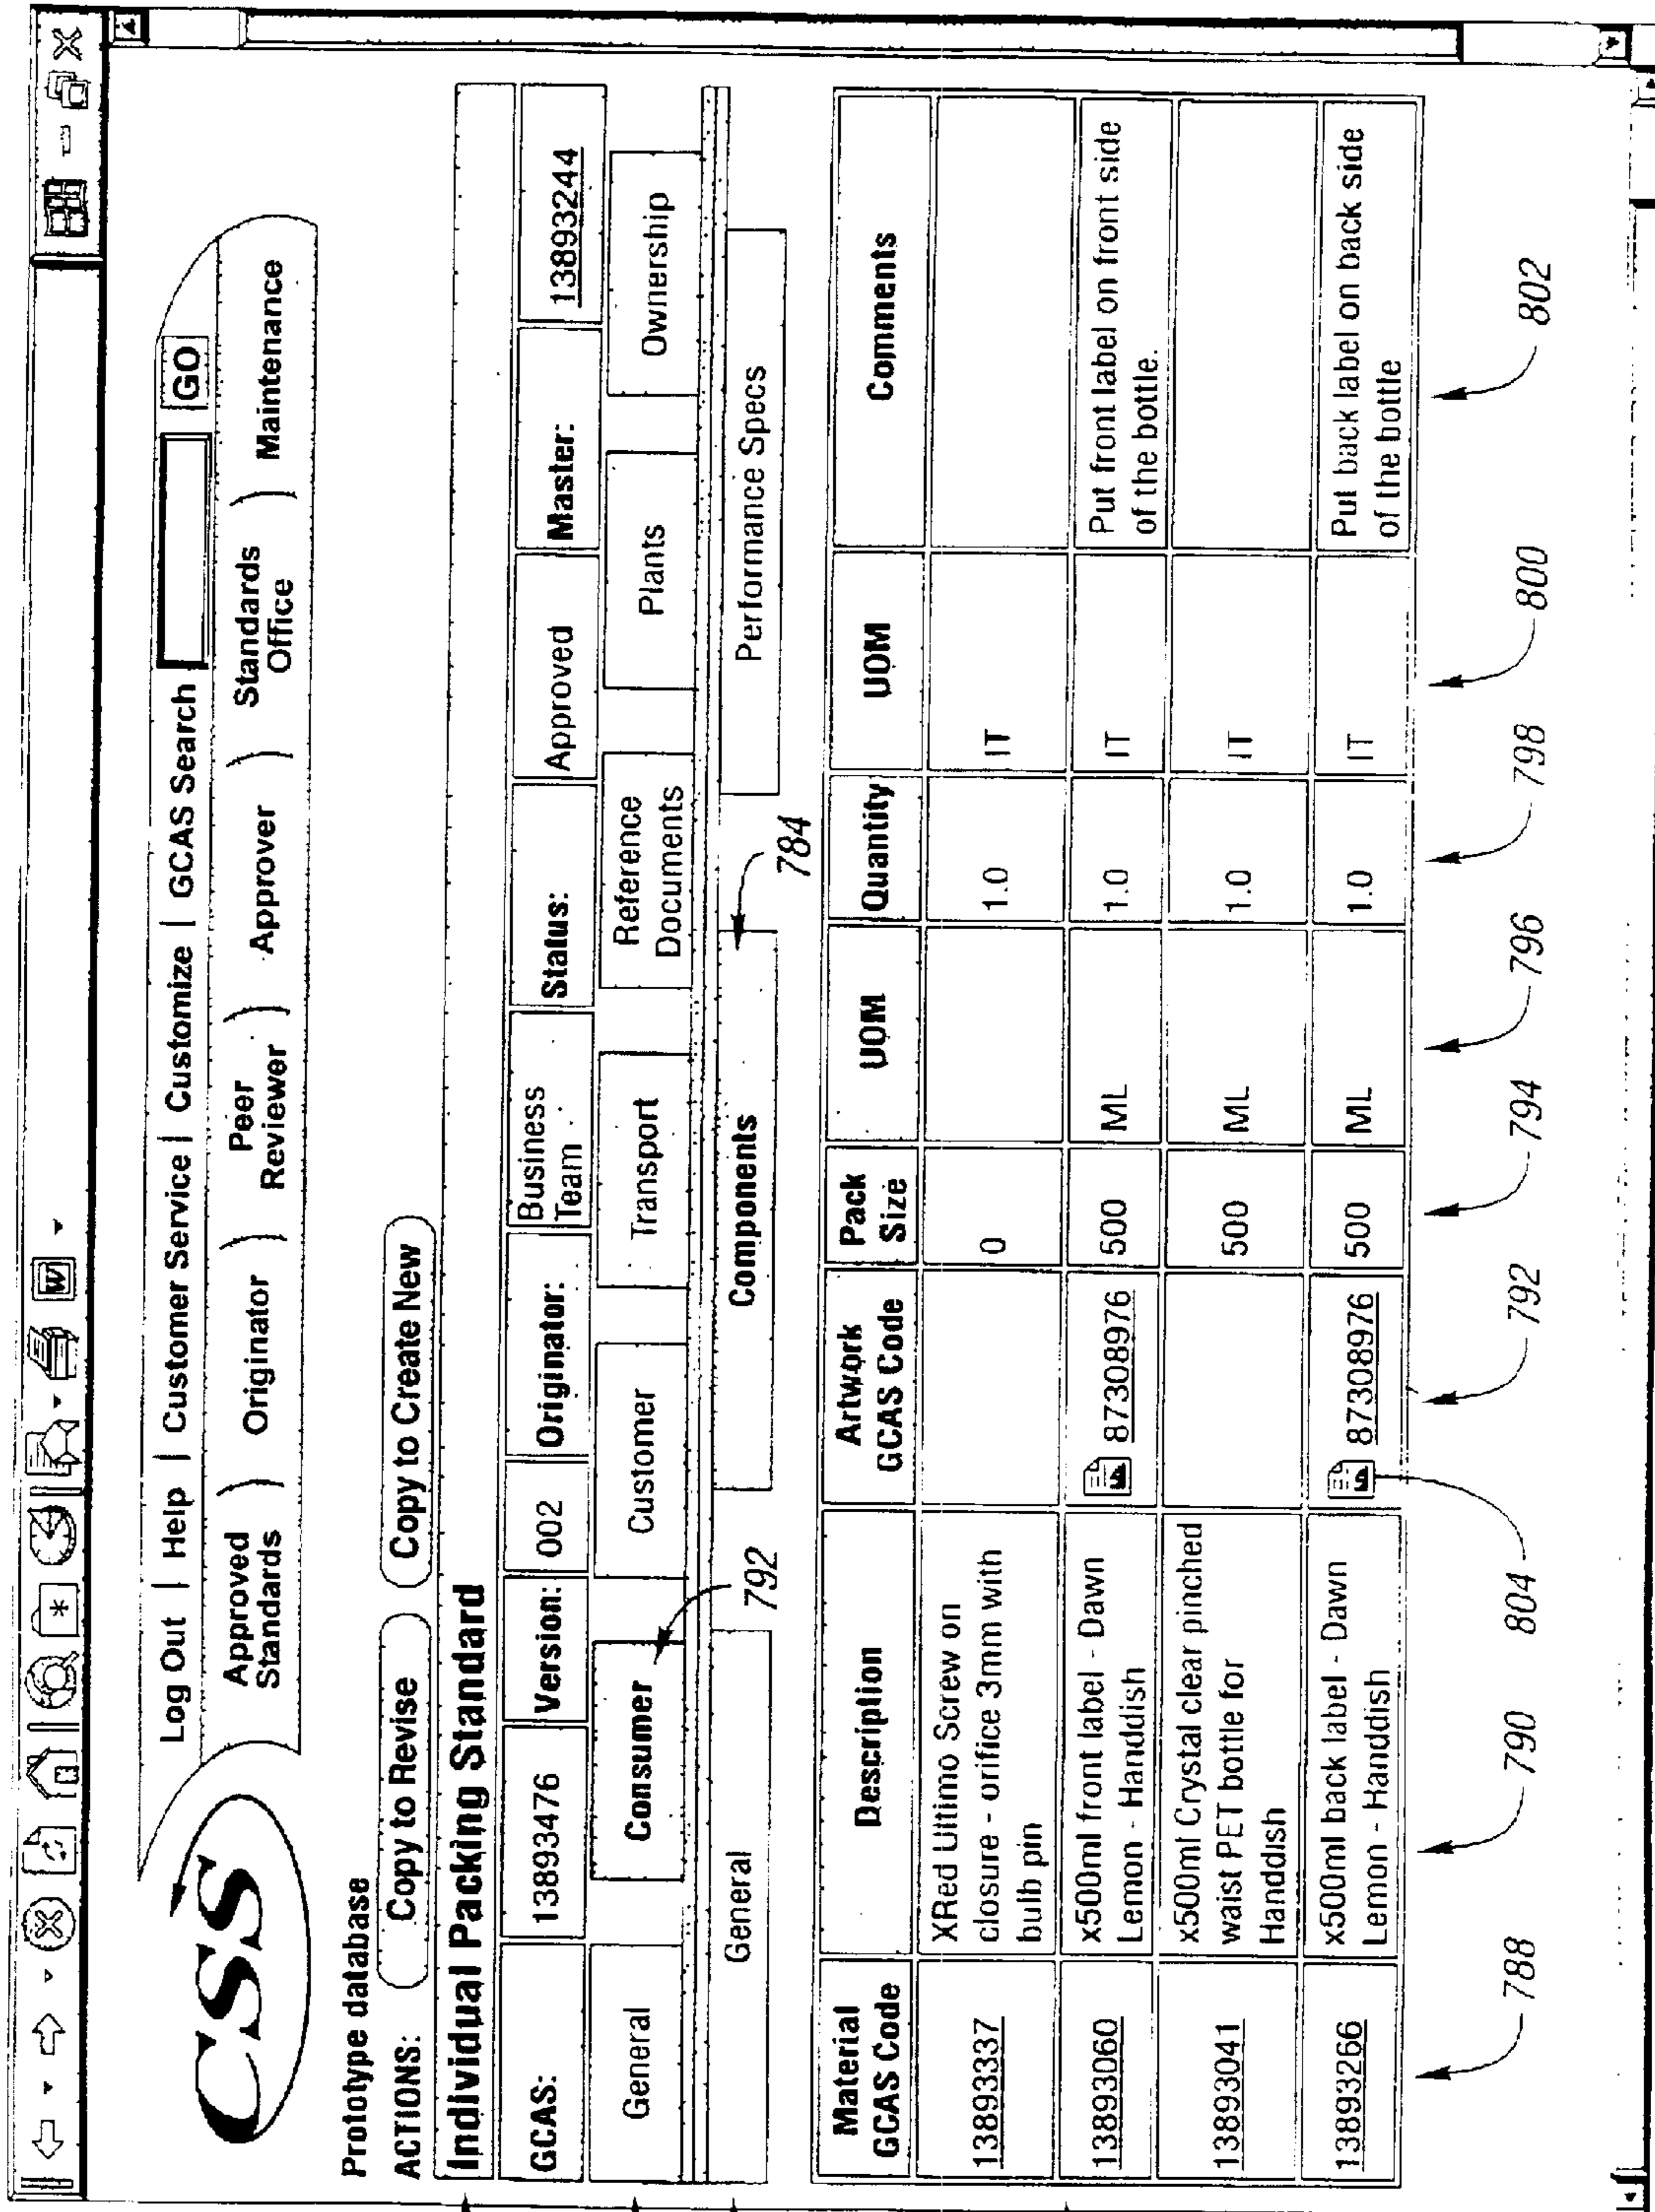 CSS
Log Out | Help | Customer Service | Customize | GCAS Search GO
Approved Standards
Originator
Peer Reviewer
Approver
Standards Office
Maintenance
Prototype database
ACTIONS: Copy to Revise Copy to Create New
Individual Packing Standard
GCAS: 13893476 Version: 002 Originator: Business Team Status: Approved Master: 13893244
General Consumer Customer Transport Reference Documents Plants Ownership
792
General Components Performance Specs
784
Material GCAS Code Description Artwork GCAS Code Pack Size UOM Quantity UOM Comments
13893337 XRed Ultimo Screw on closure - orifice 3mm with bulb pin 0 1.0 IT
13893060 x500ml front label - Dawn Lemon - Handdish 87308976 500 ML 1.0 IT Put front label on front side of the bottle.
13893041 x500ml Crystal clear pinched waist PET bottle for Handdish 500 ML 1.0 IT
13893266 x500ml back label - Dawn Lemon - Handdish 87308976 500 ML 1.0 IT Put back label on back side of the bottle
788 790 804 792 794 796 798 800 802